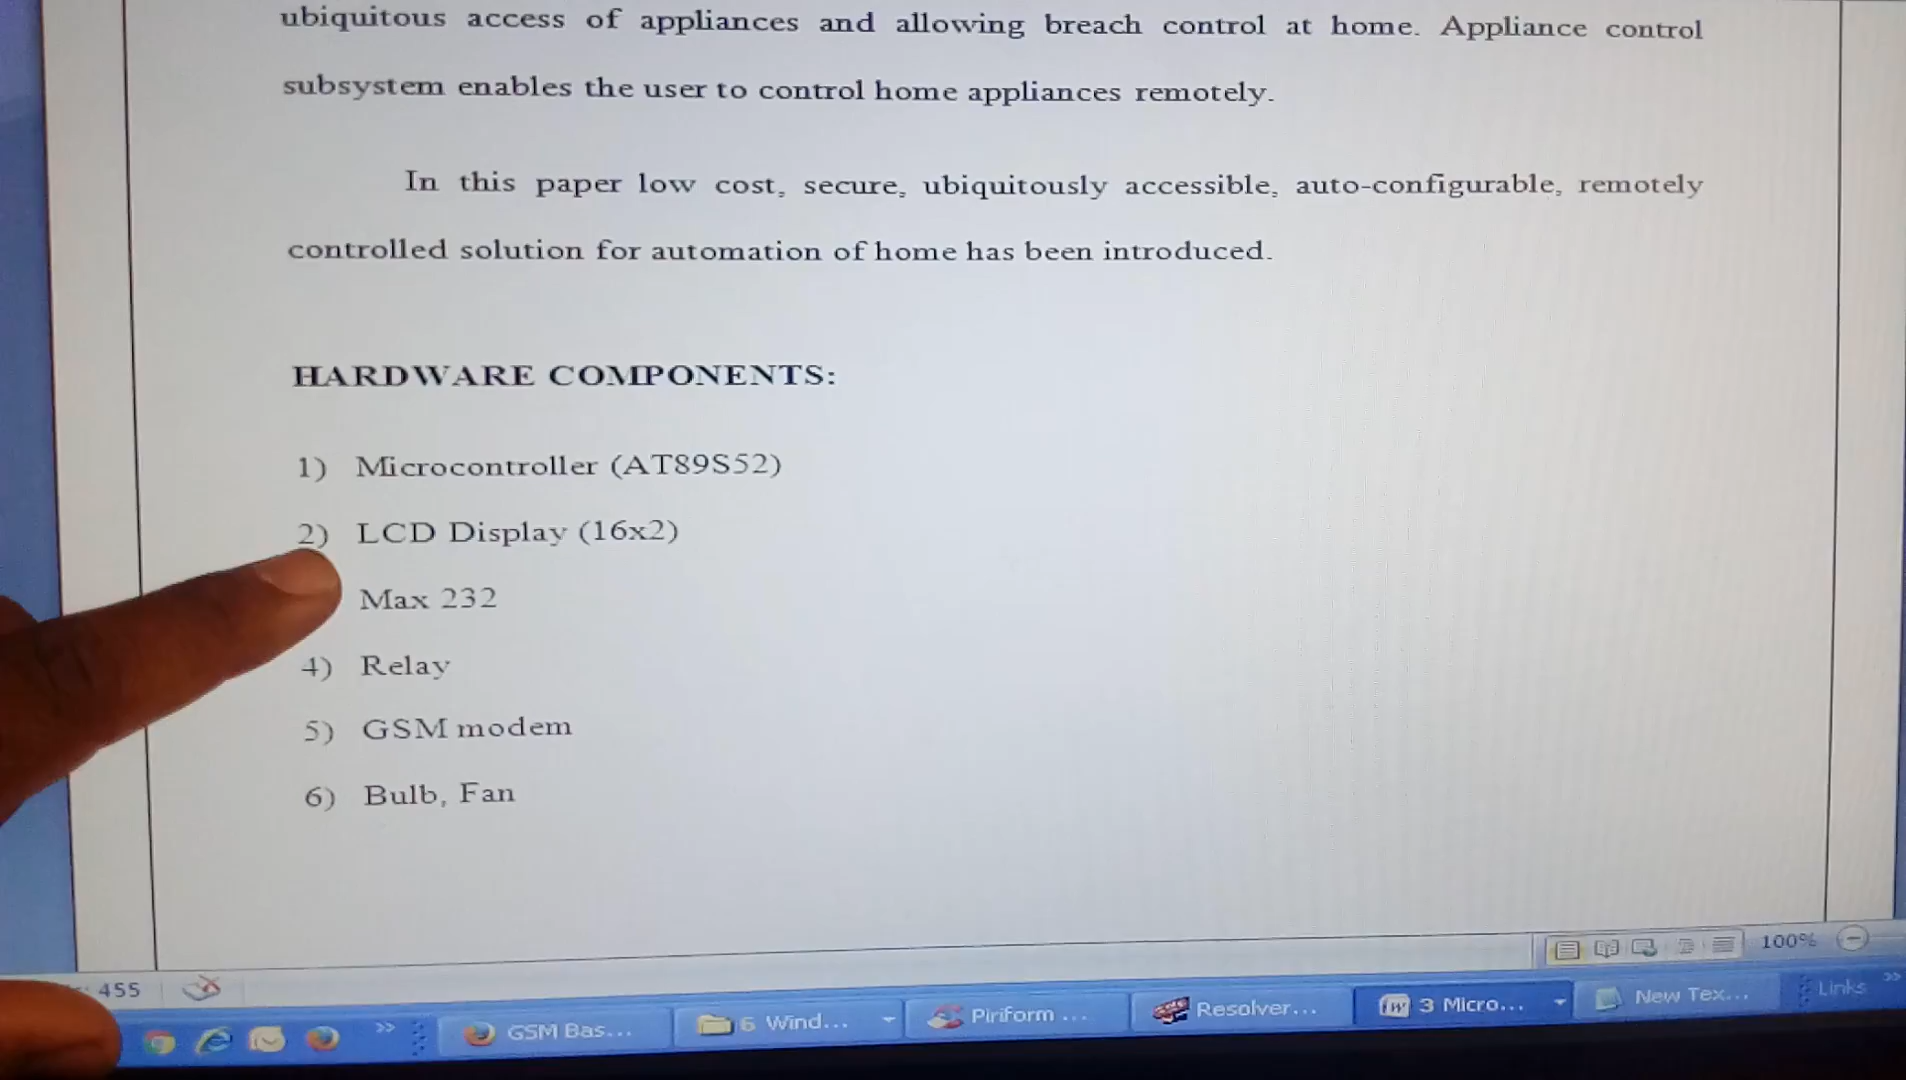 ubiquitous access of appliances and allowing breach control at home. Appliance control
subsystem enables the user to control home appliances remotely.
In this paper low cost, secure, ubiquitously accessible, auto-configurable, remotely
controlled solution for automation of home has been introduced.
HARDWARE COMPONENTS:
1) Microcontroller (AT89S52)
2) LCD Display (16x2)
Max 232
4) Relay
5) GSM modem
6) Bulb, Fan
100%
: 455
GSM Bas...
6 Wind...
Piriform ...
Resolver...
3 Micro...
New Tex...
Links